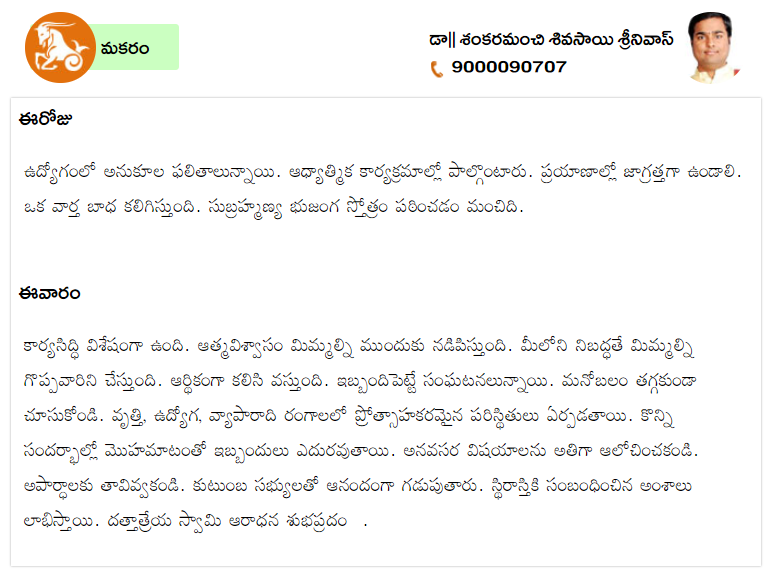 మకరం
డా|| శంకరమంచి శివసాయి శ్రీనివాస్
9000090707
ఈరోజు
ఉద్యోగంలో అనుకూల ఫలితాలున్నాయి. ఆధ్యాత్మిక కార్యక్రమాల్లో పాల్గొంటారు. ప్రయాణాల్లో జాగ్రత్తగా ఉండాలి.
ఒక వార్త బాధ కలిగిస్తుంది. సుబ్రహ్మణ్య భుజంగ స్తోత్రం పఠించడం మంచిది.
ఈవారం
కార్యసిద్ధి విశేషంగా ఉంది. ఆత్మవిశ్వాసం మిమ్మల్ని ముందుకు నడిపిస్తుంది. మీలోని నిబద్ధతే మిమ్మల్ని
గొప్పవారిని చేస్తుంది. ఆర్థికంగా కలిసి వస్తుంది. ఇబ్బందిపెట్టే సంఘటనలున్నాయి. మనోబలం తగ్గకుండా
చూసుకోండి. వృత్తి, ఉద్యోగ, వ్యాపారాది రంగాలలో ప్రోత్సాహకరమైన పరిస్థితులు ఏర్పడతాయి. కొన్ని
సందర్భాల్లో మొహమాటంతో ఇబ్బందులు ఎదురవుతాయి. అనవసర విషయాలను అతిగా ఆలోచించకండి.
అపార్ధాలకు తావివ్వకండి. కుటుంబ సభ్యులతో ఆనందంగా గడుపుతారు. స్థిరాస్తికి సంబంధించిన అంశాలు
లాభిస్తాయి. దత్తాత్రేయ స్వామి ఆరాధన శుభప్రదం .